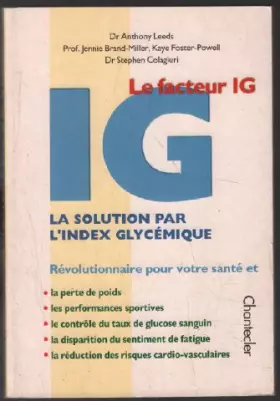 Dr Anthony Leeds
Prof. Jennie Brand-Miller, Kaye Foster-Powell
Dr Stephen Colagiuri
Le facteur IG
IG
LA SOLUTION PAR
L'INDEX GLYCÉMIQUE
Révolutionnaire pour votre santé et
• la perte de poids
• les performances sportives
• le contrôle du taux de glucose sanguin
• la disparition du sentiment de fatigue
• la réduction des risques cardio-vasculaires
Chantecler